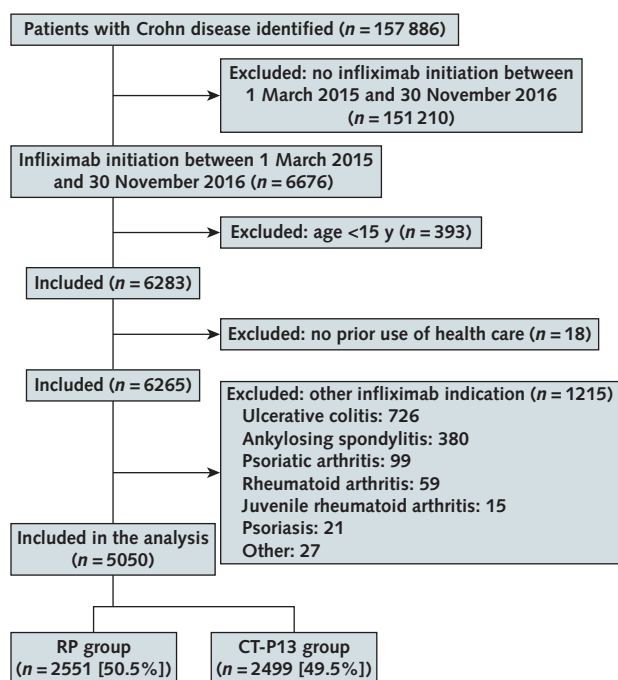 Patients with Crohn disease identified (n = 157 886)
Excluded: no infliximab initiation between
1 March 2015 and 30 November 2016
(n = 151 210)
Infliximab initiation between 1 March 2015
and 30 November 2016 (n = 6676)
Excluded: age <15 y (n = 393)
Included (n = 6283)
Excluded: no prior use of health care (n = 18)
Included (n = 6265)
Excluded: other infliximab indication (n = 1215)
Ulcerative colitis: 726
Ankylosing spondylitis: 380
Psoriatic arthritis: 99
Rheumatoid arthritis: 59
Juvenile rheumatoid arthritis: 15
Psoriasis: 21
Other: 27
Included in the analysis
(n = 5050)
RP group
(n = 2551 [50.5%])
CT-P13 group
(n = 2499 [49.5%])